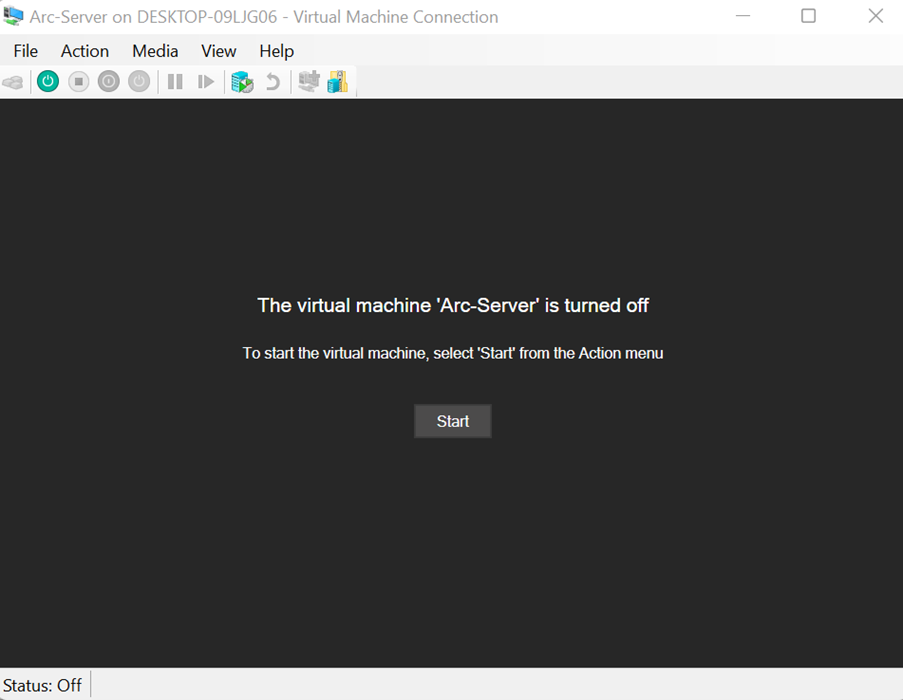 Arc-Server on DESKTOP-09LJG06 - Virtual Machine Connection
File Action Media View Help
The virtual machine 'Arc-Server' is turned off
To start the virtual machine, select 'Start' from the Action menu
Start
Status: Off